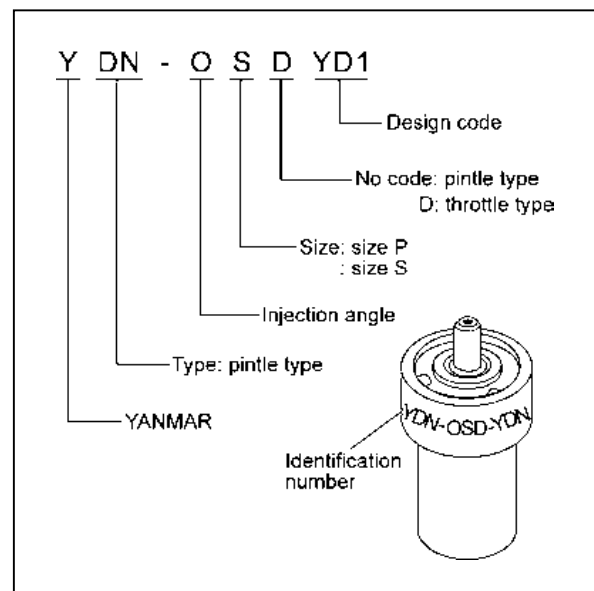 Y DN - O S D YD1
Design code
No code: pintle type
D: throttle type
Size: size P
: size S
Injection angle
Type: pintle type
YANMAR
YDN-OSD-YDN
Identification
number